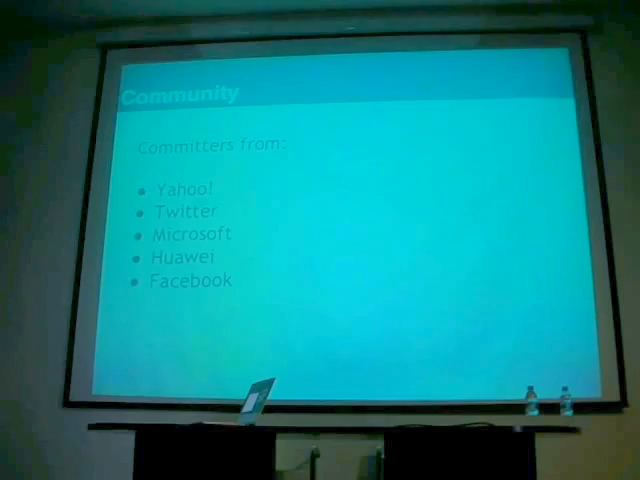 Community
Committers from:
• Yahoo!
• Twitter
• Microsoft
• Huawei
• Facebook